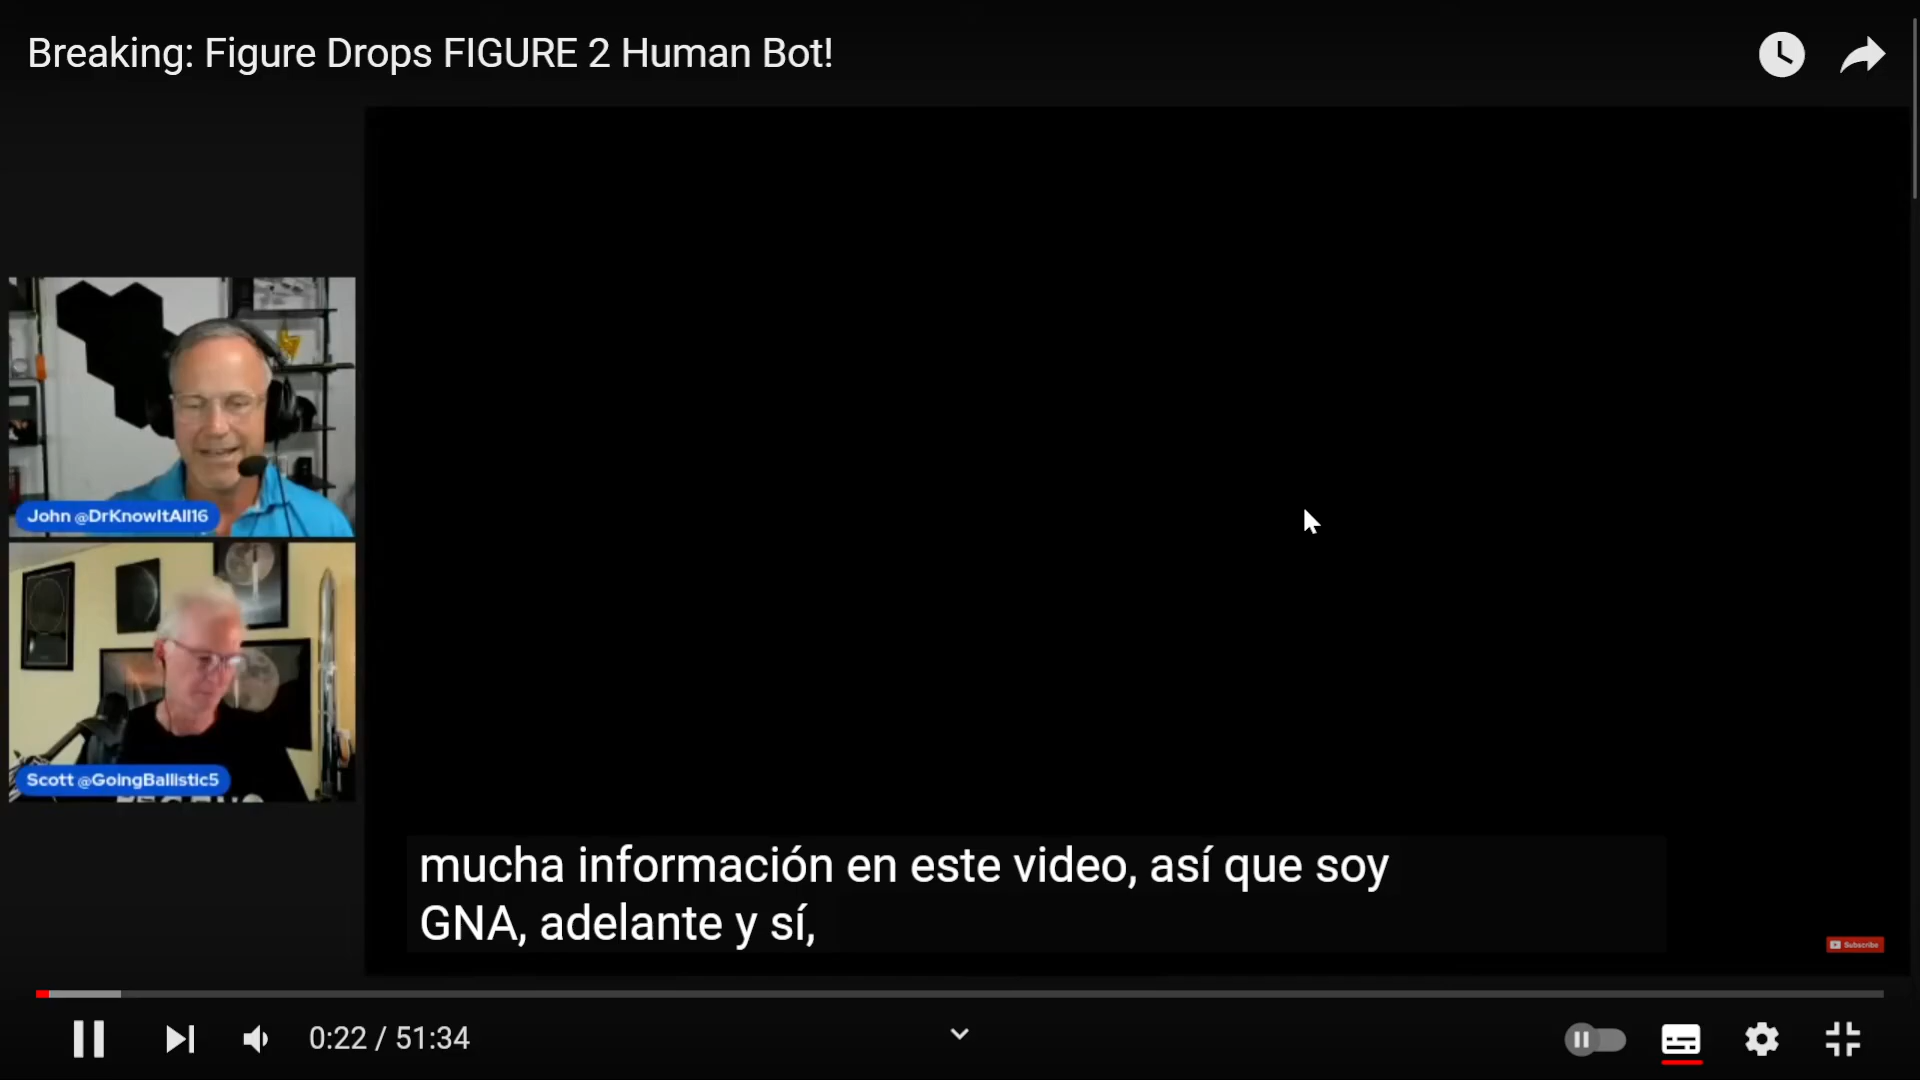 Breaking: Figure Drops FIGURE 2 Human Bot!
John @DrKnowItAll16
Scott @GoingBallistic5
mucha información en este video, así que soy
GNA, adelante y sí,
Subscribe
0:22 / 51:34